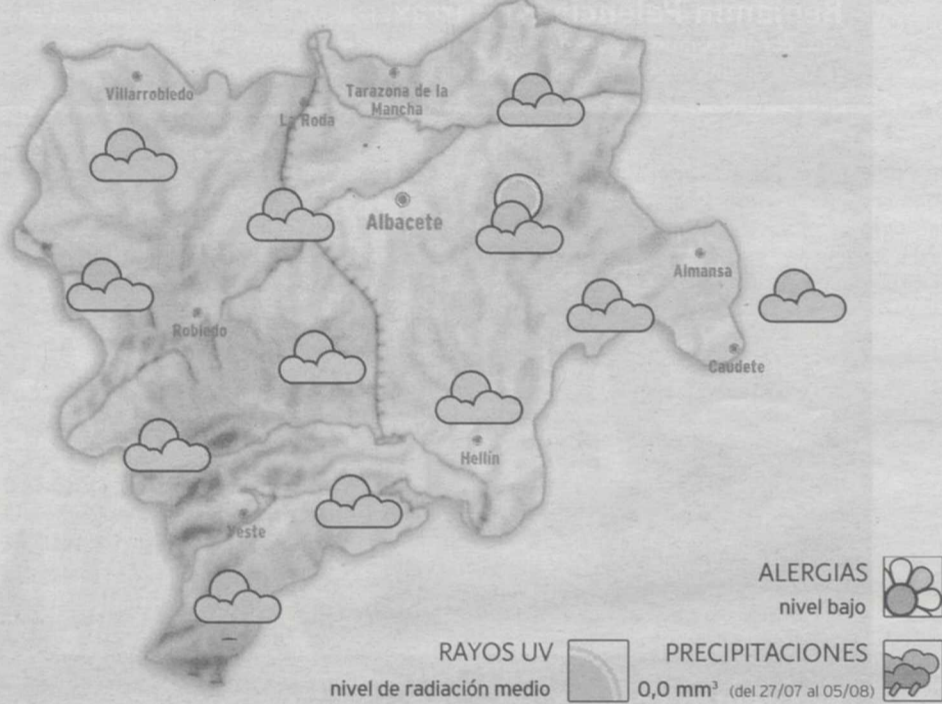 Villarrobledo
Tarazona de la
Mancha
La Roda
Albacete
Almansa
Robledo
Caudete
Hellín
Yeste
ALERGIAS
nivel bajo
RAYOS UV
nivel de radiación medio
PRECIPITACIONES
0,0 mm³ (del 27/07 al 05/08)